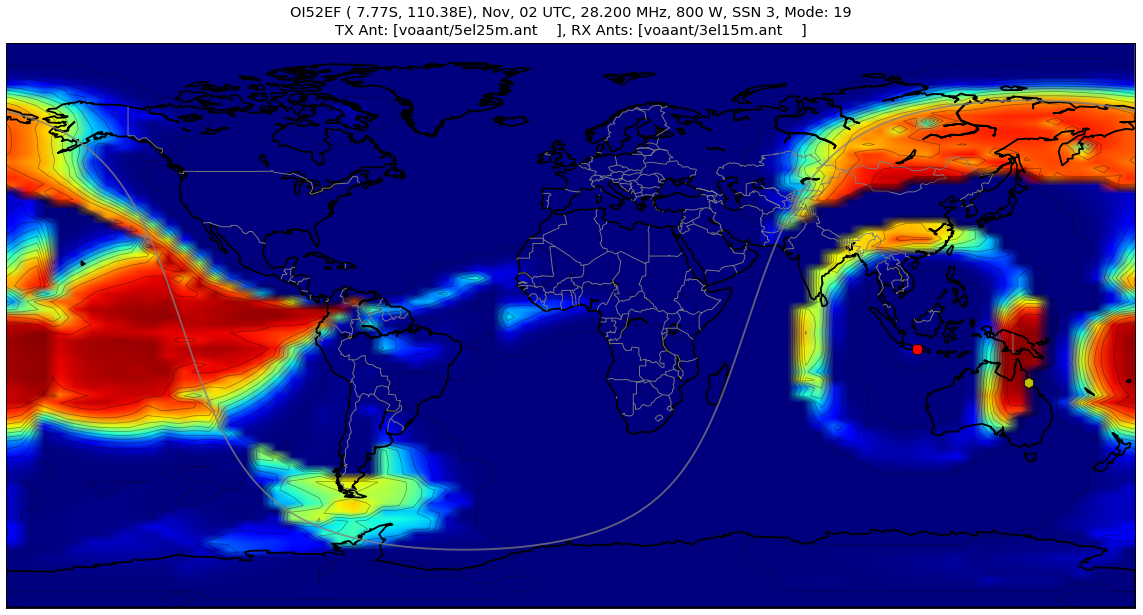 OI52EF ( 7.77S, 110.38E), Nov, 02 UTC, 28.200 MHz, 800 W, SSN 3, Mode: 19
TX Ant: [voaant/5el25m.ant    ], RX Ants: [voaant/3el15m.ant    ]